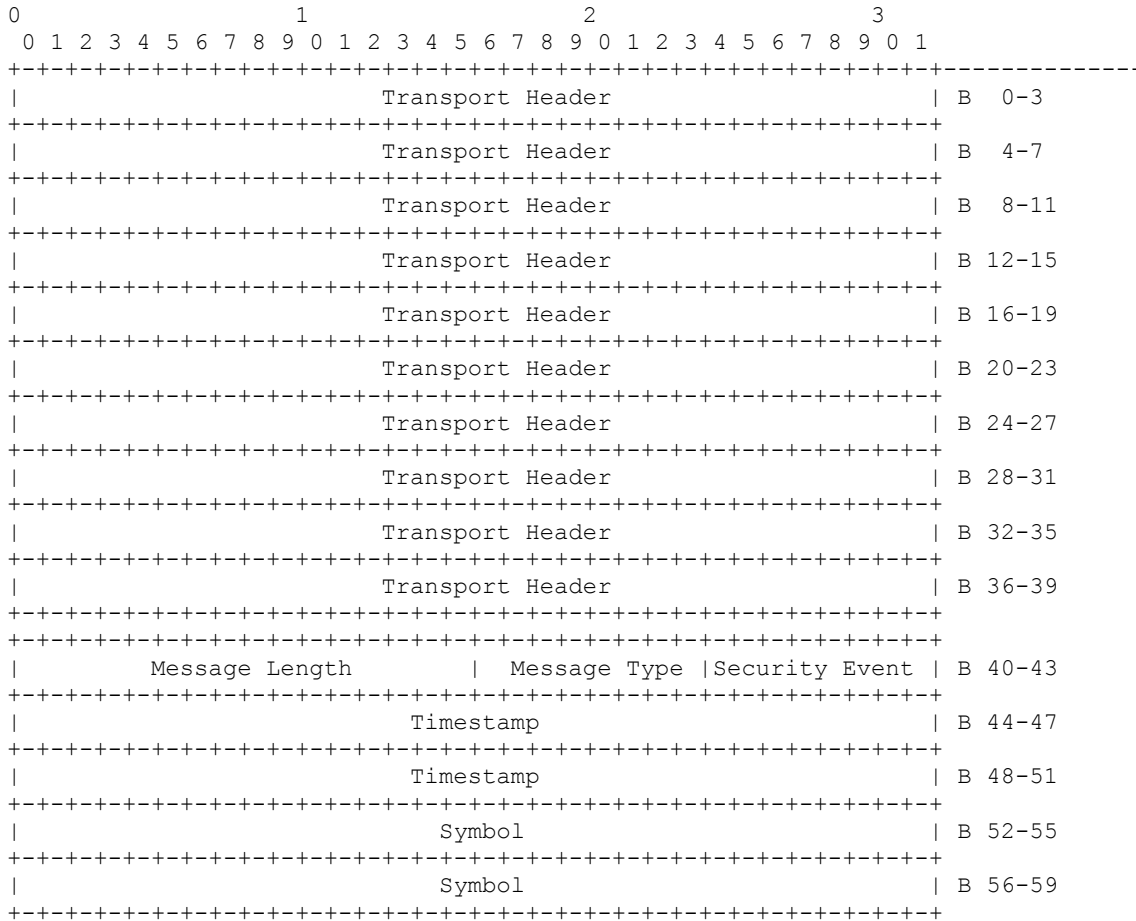 0                   1                   2                   3
 0 1 2 3 4 5 6 7 8 9 0 1 2 3 4 5 6 7 8 9 0 1 2 3 4 5 6 7 8 9 0 1
+-+-+-+-+-+-+-+-+-+-+-+-+-+-+-+-+-+-+-+-+-+-+-+-+-+-+-+-+-+-+-+-+--------------
|                         Transport Header                      | B  0-3
+-+-+-+-+-+-+-+-+-+-+-+-+-+-+-+-+-+-+-+-+-+-+-+-+-+-+-+-+-+-+-+-+
|                         Transport Header                      | B  4-7
+-+-+-+-+-+-+-+-+-+-+-+-+-+-+-+-+-+-+-+-+-+-+-+-+-+-+-+-+-+-+-+-+
|                         Transport Header                      | B  8-11
+-+-+-+-+-+-+-+-+-+-+-+-+-+-+-+-+-+-+-+-+-+-+-+-+-+-+-+-+-+-+-+-+
|                         Transport Header                      | B 12-15
+-+-+-+-+-+-+-+-+-+-+-+-+-+-+-+-+-+-+-+-+-+-+-+-+-+-+-+-+-+-+-+-+
|                         Transport Header                      | B 16-19
+-+-+-+-+-+-+-+-+-+-+-+-+-+-+-+-+-+-+-+-+-+-+-+-+-+-+-+-+-+-+-+-+
|                         Transport Header                      | B 20-23
+-+-+-+-+-+-+-+-+-+-+-+-+-+-+-+-+-+-+-+-+-+-+-+-+-+-+-+-+-+-+-+-+
|                         Transport Header                      | B 24-27
+-+-+-+-+-+-+-+-+-+-+-+-+-+-+-+-+-+-+-+-+-+-+-+-+-+-+-+-+-+-+-+-+
|                         Transport Header                      | B 28-31
+-+-+-+-+-+-+-+-+-+-+-+-+-+-+-+-+-+-+-+-+-+-+-+-+-+-+-+-+-+-+-+-+
|                         Transport Header                      | B 32-35
+-+-+-+-+-+-+-+-+-+-+-+-+-+-+-+-+-+-+-+-+-+-+-+-+-+-+-+-+-+-+-+-+
|                         Transport Header                      | B 36-39
+-+-+-+-+-+-+-+-+-+-+-+-+-+-+-+-+-+-+-+-+-+-+-+-+-+-+-+-+-+-+-+-+
+-+-+-+-+-+-+-+-+-+-+-+-+-+-+-+-+-+-+-+-+-+-+-+-+-+-+-+-+-+-+-+-+
|         Message Length        |  Message Type |Security Event | B 40-43
+-+-+-+-+-+-+-+-+-+-+-+-+-+-+-+-+-+-+-+-+-+-+-+-+-+-+-+-+-+-+-+-+
|                           Timestamp                           | B 44-47
+-+-+-+-+-+-+-+-+-+-+-+-+-+-+-+-+-+-+-+-+-+-+-+-+-+-+-+-+-+-+-+-+
|                           Timestamp                           | B 48-51
+-+-+-+-+-+-+-+-+-+-+-+-+-+-+-+-+-+-+-+-+-+-+-+-+-+-+-+-+-+-+-+-+
|                             Symbol                            | B 52-55
+-+-+-+-+-+-+-+-+-+-+-+-+-+-+-+-+-+-+-+-+-+-+-+-+-+-+-+-+-+-+-+-+
|                             Symbol                            | B 56-59
+-+-+-+-+-+-+-+-+-+-+-+-+-+-+-+-+-+-+-+-+-+-+-+-+-+-+-+-+-+-+-+-+